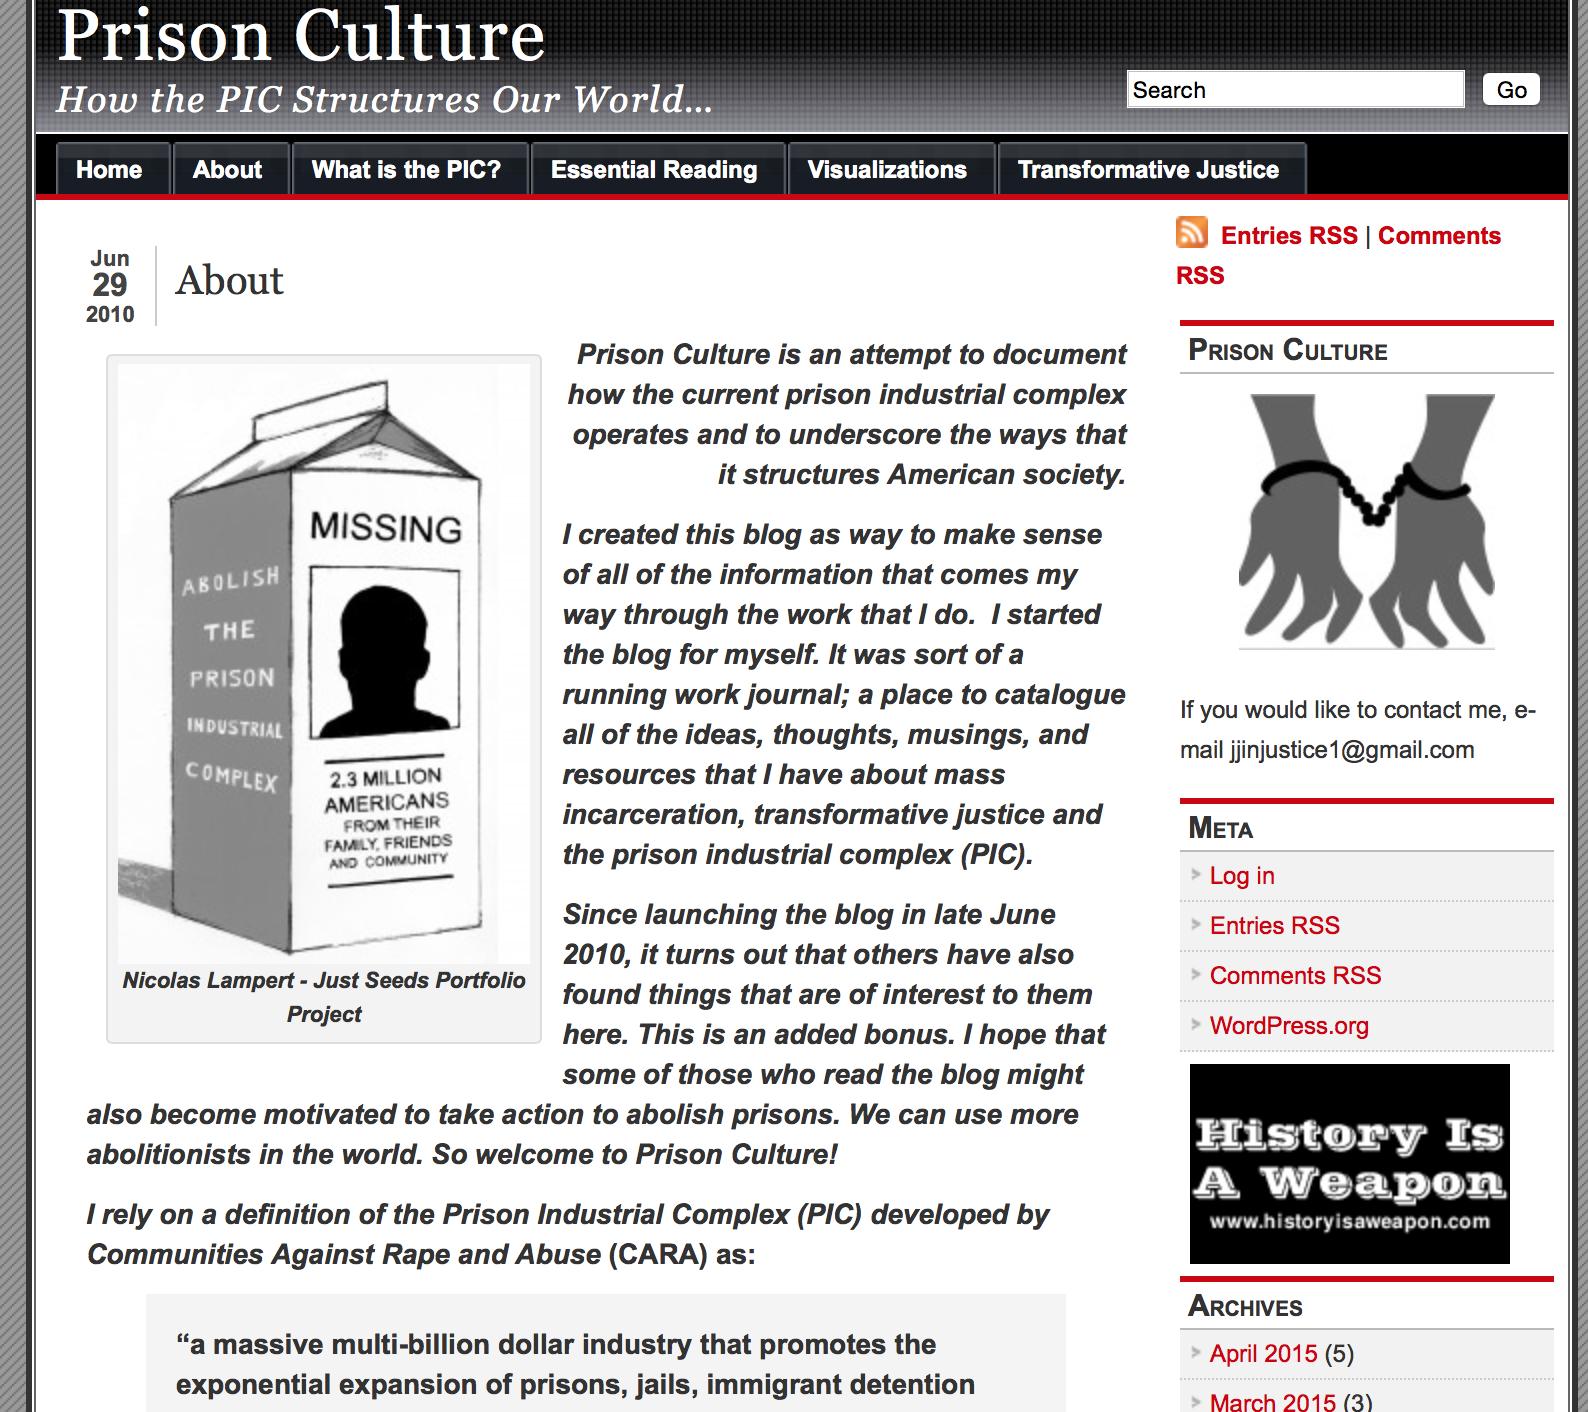 Prison Culture
How the PIC Structures Our World...
Search
Go
Home
About
What is the PIC?
Essential Reading
Visualizations
Transformative Justice
Jun
29
2010
About
MISSING
ABOLISH
THE
PRISON
INDUSTRIAL
COMPLEX
2.3 MILLION
AMERICANS
FROM THEIR
FAMILY, FRIENDS
AND COMMUNITY
Nicolas Lampert - Just Seeds Portfolio
Project
Prison Culture is an attempt to document
how the current prison industrial complex
operates and to underscore the ways that
it structures American society.
I created this blog as way to make sense
of all of the information that comes my
way through the work that I do.  I started
the blog for myself. It was sort of a
running work journal; a place to catalogue
all of the ideas, thoughts, musings, and
resources that I have about mass
incarceration, transformative justice and
the prison industrial complex (PIC).
Since launching the blog in late June
2010, it turns out that others have also
found things that are of interest to them
here. This is an added bonus. I hope that
some of those who read the blog might
also become motivated to take action to abolish prisons. We can use more
abolitionists in the world. So welcome to Prison Culture!
I rely on a definition of the Prison Industrial Complex (PIC) developed by
Communities Against Rape and Abuse (CARA) as:
“a massive multi-billion dollar industry that promotes the
exponential expansion of prisons, jails, immigrant detention
Entries RSS | Comments
RSS
Prison Culture
If you would like to contact me, e-
mail jjinjustice1@gmail.com
Meta
Log in
Entries RSS
Comments RSS
WordPress.org
History Is
A Weapon
www.historyisaweapon.com
Archives
April 2015 (5)
March 2015 (3)